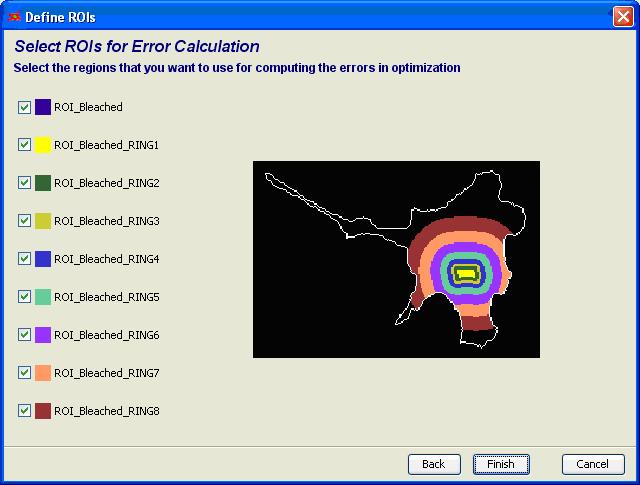 Define ROIs
Select ROIs for Error Calculation
Select the regions that you want to use for computing the errors in optimization
ROI_Bleached
ROI_Bleached_RING1
ROI_Bleached_RING2
ROI_Bleached_RING3
ROI_Bleached_RING4
ROI_Bleached_RING5
ROI_Bleached_RING6
ROI_Bleached_RING7
ROI_Bleached_RING8
Back Finish Cancel